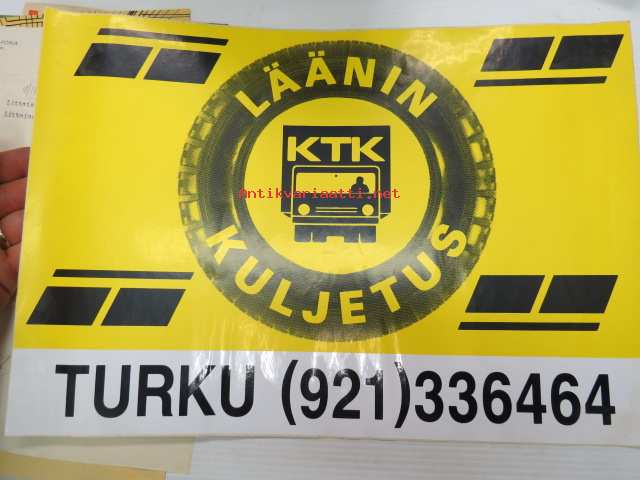 LÄÄNIN
KTK
Antikvariaatti.net
KULJETUS
TURKU (921)336464